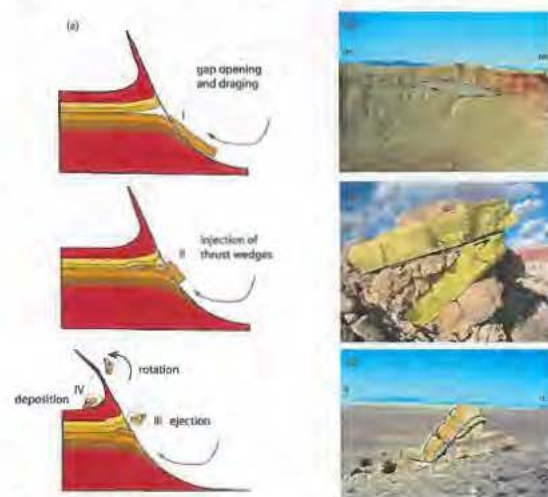 (a)
gap opening
and draging
I
injection of
thrust wedges
II
rotation
IV
deposition
III ejection